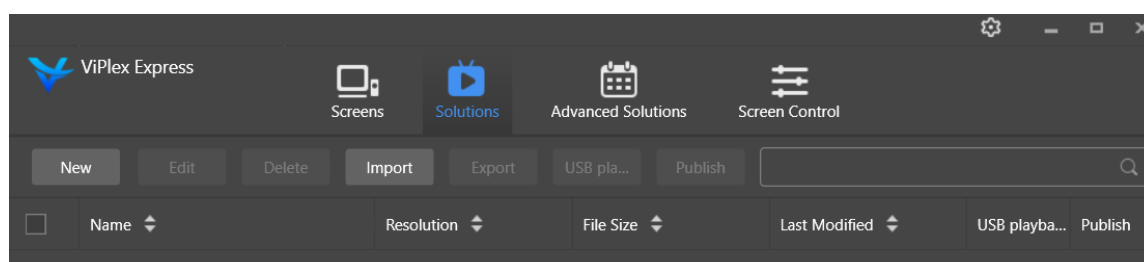 ViPlex Express
Screens Solutions Advanced Solutions Screen Control
New Edit Delete Import Export USB pla... Publish
Name Resolution File Size Last Modified USB playba... Publish